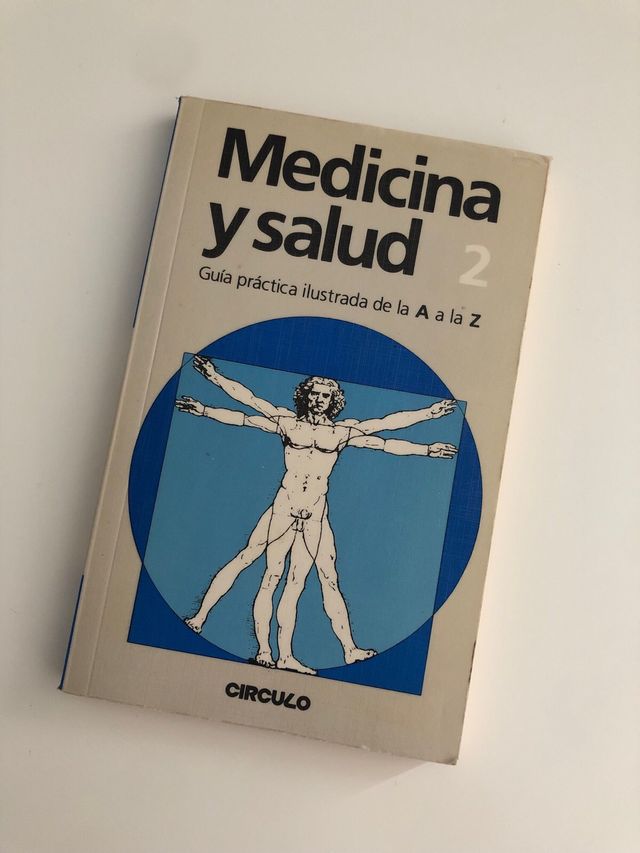 Medicina
y salud 2
Guía práctica ilustrada de la A a la Z
CIRCULO